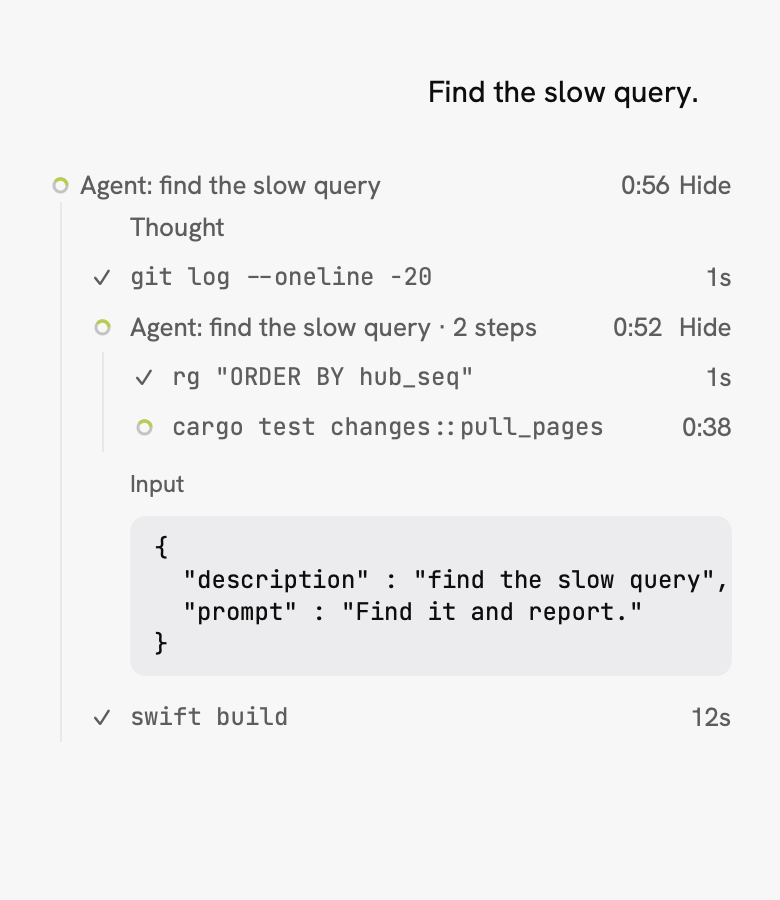 Find the slow query.
Agent: find the slow query 0:56 Hide
Thought
git log --oneline -20 1s
Agent: find the slow query · 2 steps 0:52 Hide
rg "ORDER BY hub_seq" 1s
cargo test changes::pull_pages 0:38
Input
{
  "description" : "find the slow query",
  "prompt" : "Find it and report."
}
swift build 12s